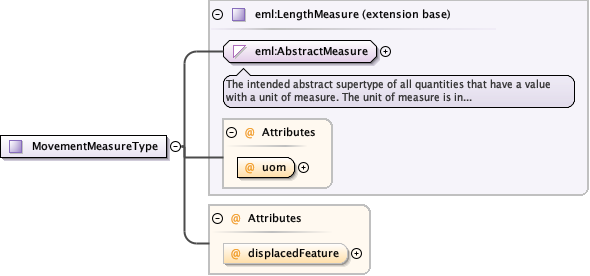 eml:LengthMeasure (extension base)
eml:AbstractMeasure
The intended abstract supertype of all quantities that have a value
with a unit of measure. The unit of measure is in...
@ Attributes
@ uom
MovementMeasureType
@ Attributes
@ displacedFeature